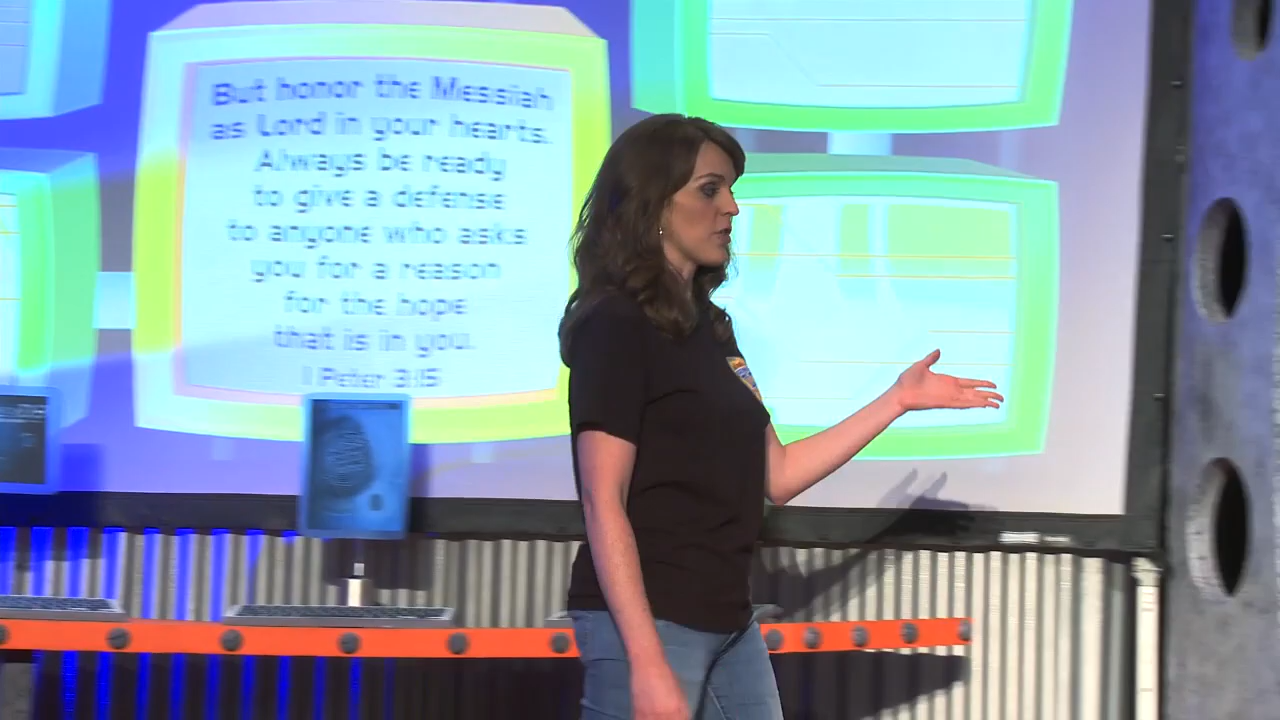 But honor the Messiah
as Lord in your hearts.
Always be ready
to give a defense
to anyone who asks
you for a reason
for the hope
that is in you.
1 Peter 3:15